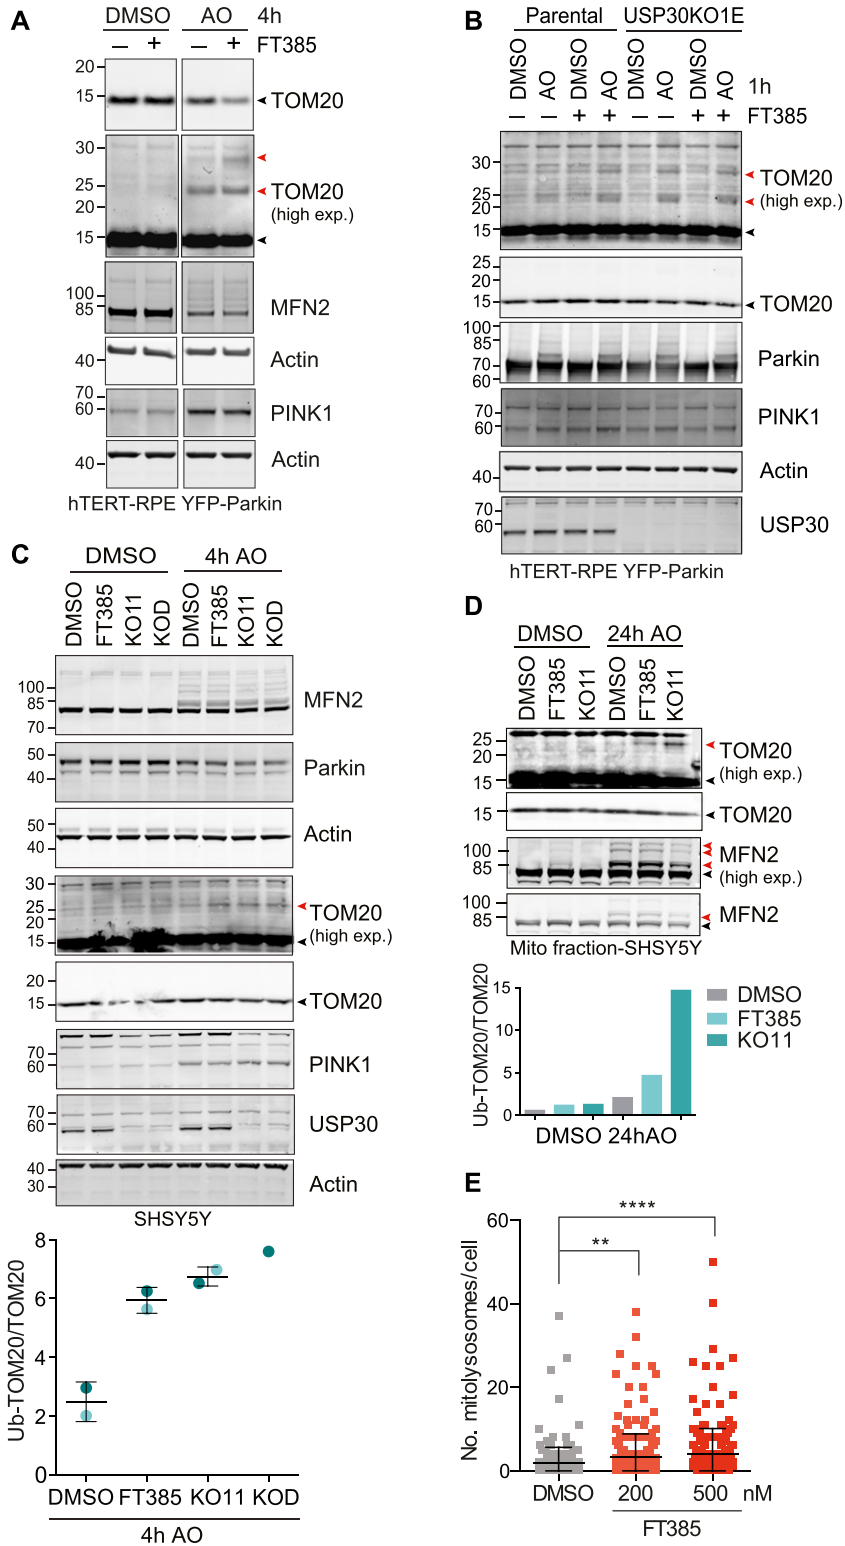 A
DMSO AO 4h
– + – + FT385
20
15
TOM20
30
25
20
15
TOM20
(high exp.)
100
85
MFN2
40
Actin
70
60
PINK1
40
Actin
hTERT-RPE YFP-Parkin
B
Parental USP30KO1E
DMSO AO DMSO AO DMSO AO DMSO AO 1h
– – + + – – + + FT385
30
25
20
15
TOM20
(high exp.)
25
20
15
TOM20
100
85
70
60
Parkin
70
60
PINK1
40
Actin
70
60
USP30
hTERT-RPE YFP-Parkin
C
DMSO 4h AO
DMSO FT385 KO11 KOD DMSO FT385 KO11 KOD
100
85
70
MFN2
50
40
Parkin
50
40
Actin
30
25
20
15
TOM20
(high exp.)
20
15
TOM20
70
60
PINK1
70
60
USP30
40
30
Actin
SHSY5Y
Ub-TOM20/TOM20
8
6
4
2
0
DMSO FT385 KO11 KOD
4h AO
D
DMSO 24h AO
DMSO FT385 KO11 DMSO FT385 KO11
25
20
15
TOM20
(high exp.)
15
TOM20
100
85
MFN2
(high exp.)
100
85
MFN2
Mito fraction-SHSY5Y
Ub-TOM20/TOM20
15
10
5
0
DMSO 24hAO
DMSO
FT385
KO11
E
No. mitolysosomes/cell
60
40
20
0
****
**
DMSO 200 500 nM
FT385